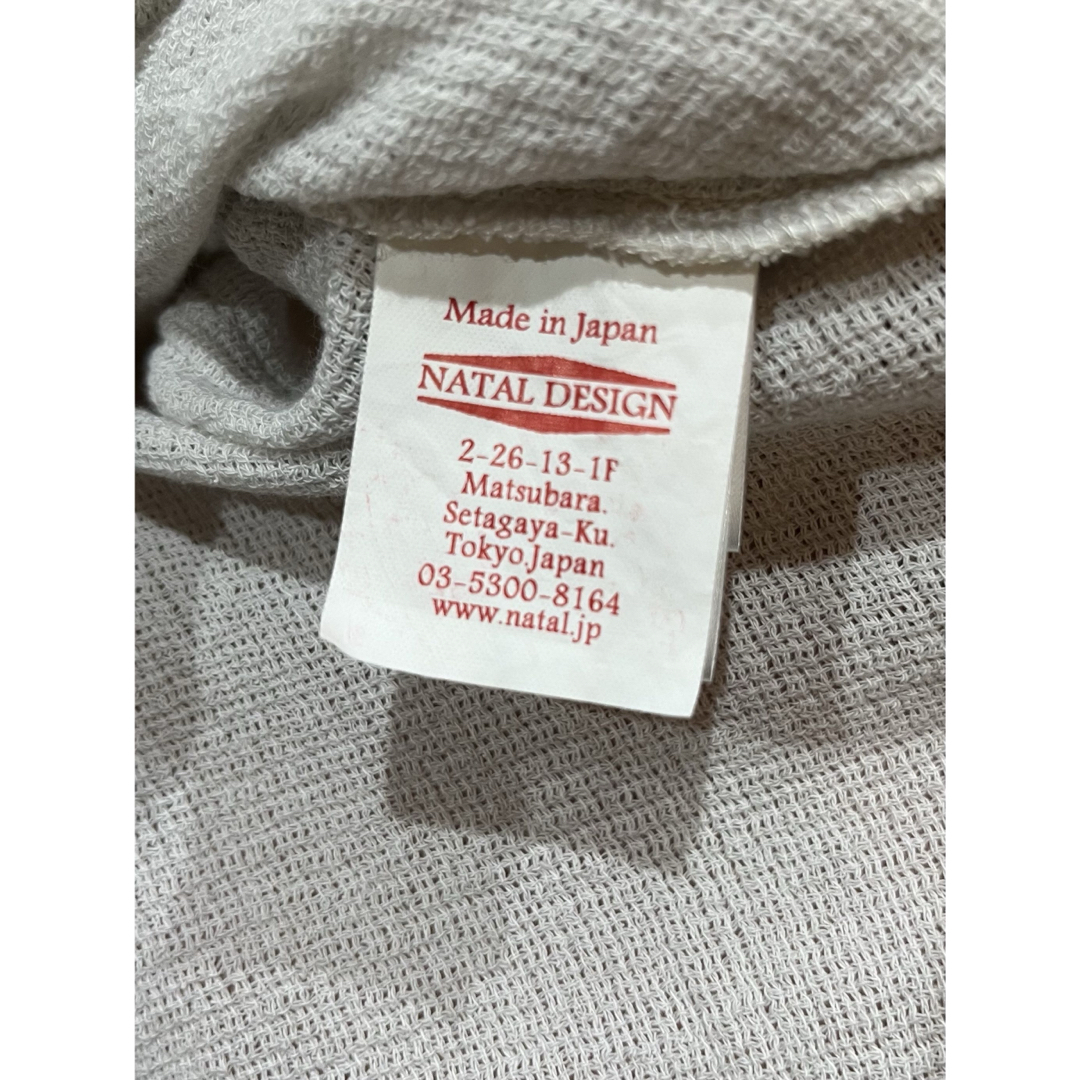 Made in Japan
NATAL DESIGN
2-26-13-1F
Matsubara.
Setagaya-Ku.
Tokyo.Japan
03-5300-8164
www.natal.jp